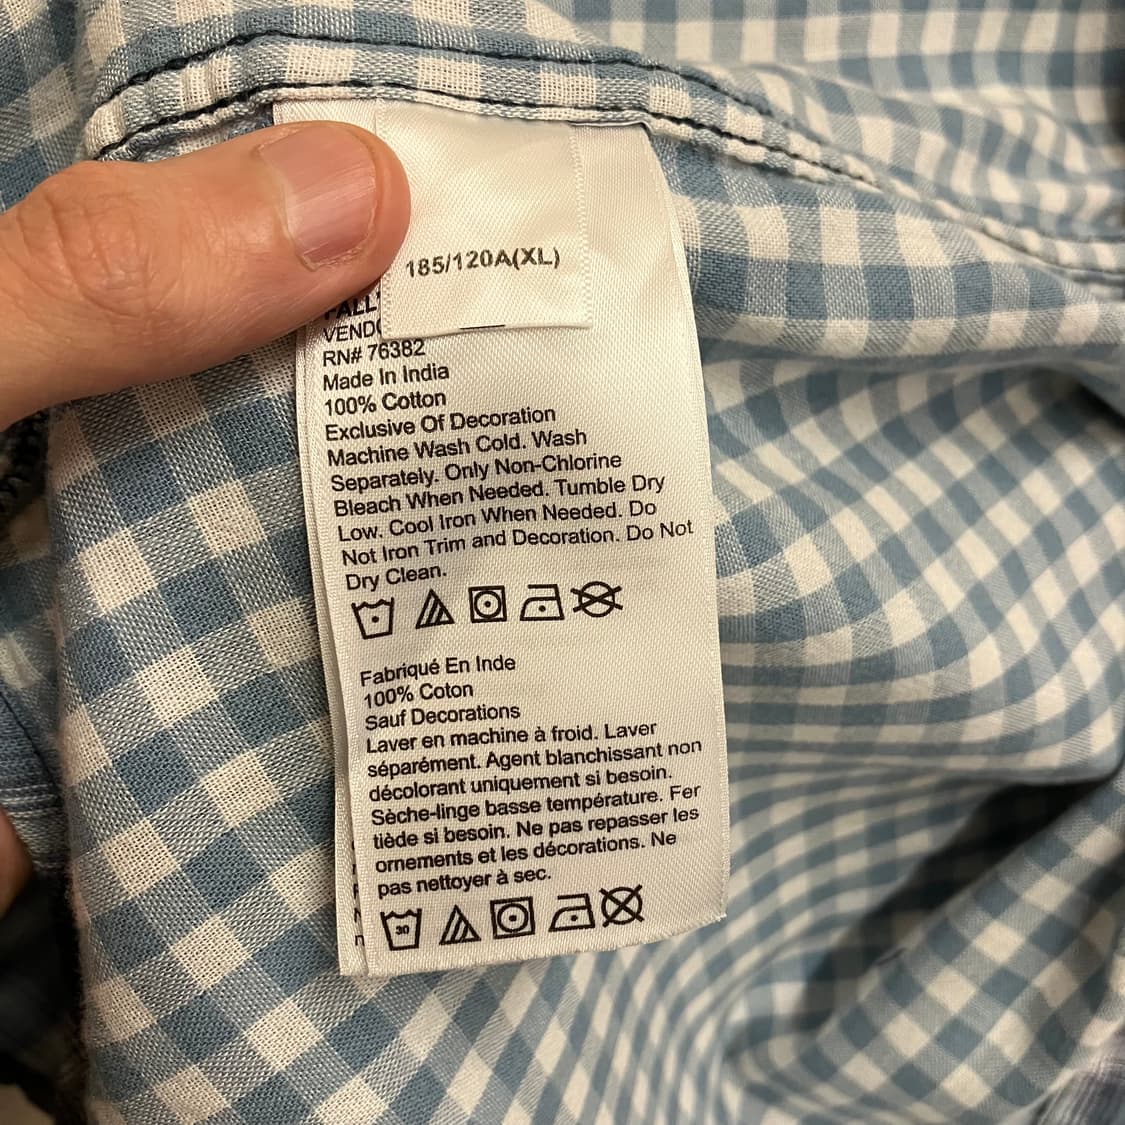 185/120A(XL)
RN# 76382
Made In India
100% Cotton
Exclusive Of Decoration
Machine Wash Cold. Wash
Separately. Only Non-Chlorine
Bleach When Needed. Tumble Dry
Low. Cool Iron When Needed. Do
Not Iron Trim and Decoration. Do Not
Dry Clean.
Fabriqué En Inde
100% Coton
Sauf Decorations
Laver en machine à froid. Laver
séparément. Agent blanchissant non
décolorant uniquement si besoin.
Sèche-linge basse température. Fer
tiède si besoin. Ne pas repasser les
ornements et les décorations. Ne
pas nettoyer à sec.
30